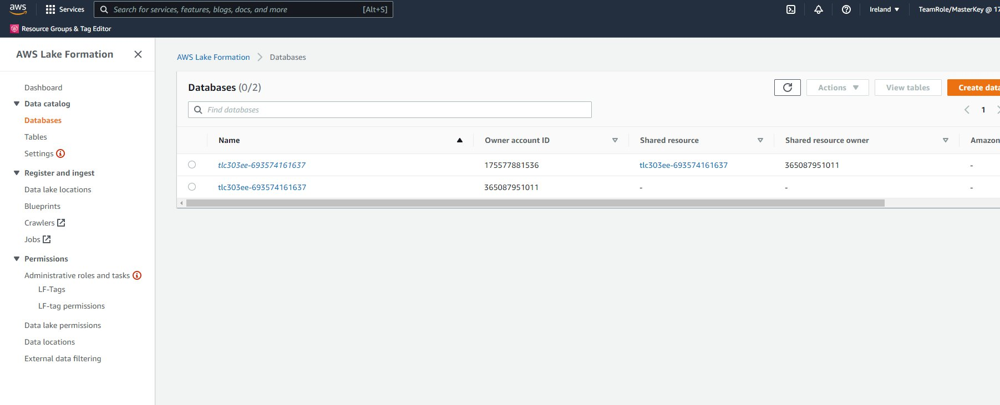 aws
Services
Search for services, features, blogs, docs, and more
[Alt+S]
Ireland
TeamRole/MasterKey @ 17
Resource Groups & Tag Editor
AWS Lake Formation
Dashboard
Data catalog
Databases
Tables
Settings
Register and ingest
Data lake locations
Blueprints
Crawlers
Jobs
Permissions
Administrative roles and tasks
LF-Tags
LF-tag permissions
Data lake permissions
Data locations
External data filtering
AWS Lake Formation > Databases
Databases (0/2)
Actions
View tables
Create data
Find databases
1
Name Owner account ID Shared resource Shared resource owner Amazon
tlc303ee-693574161637 175577881536 tlc303ee-693574161637 365087951011 -
tlc303ee-693574161637 365087951011 - - -